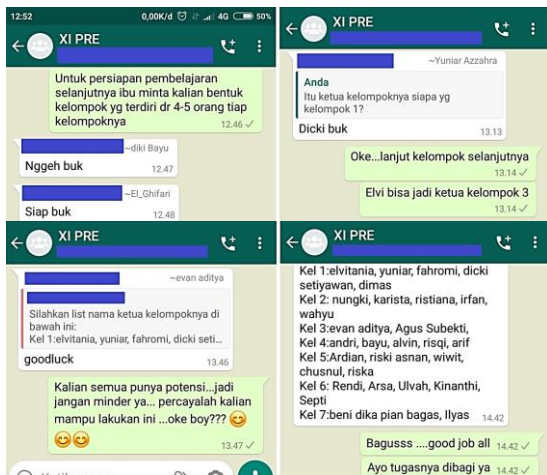 12:52
0,00K/d
4G
50%
XI PRE
Untuk persiapan pembelajaran
selanjutnya ibu minta kalian bentuk
kelompok yg terdiri dr 4-5 orang tiap
kelompoknya
12.46
~diki Bayu
Nggeh buk
12.47
~El_Ghifari
Siap buk
12.48
XI PRE
~Yuniar Azzahra
Anda
Itu ketua kelompoknya siapa yg
kelompok 1?
Dicki buk
13.13
Oke...lanjut kelompok selanjutnya
13.14
Elvi bisa jadi ketua kelompok 3
13.14
XI PRE
~evan aditya
Silahkan list nama ketua kelompoknya di
bawah ini:
Kel 1:elvitania, yuniar, fahromi, dicki seti...
goodluck
13.46
Kalian semua punya potensi...jadi
jangan minder ya... percayalah kalian
mampu lakukan ini ...oke boy??? 😊
😊😊
13.47
XI PRE
Kel 1:elvitania, yuniar, fahromi, dicki
setiyawan, dimas
Kel 2: nungki, karista, ristiana, irfan,
wahyu
Kel 3:evan aditya, Agus Subekti,
Kel 4:andri, bayu, alvin, risqi, arif
Kel 5:Ardian, riski asnan, wiwit,
chusnul, riska
Kel 6: Rendi, Arsa, Ulvah, Kinanthi,
Septi
Kel 7:beni dika pian bagas, Ilyas
14.42
Bagusss ....good job all
14.42
Ayo tugasnya dibagi ya
14.42